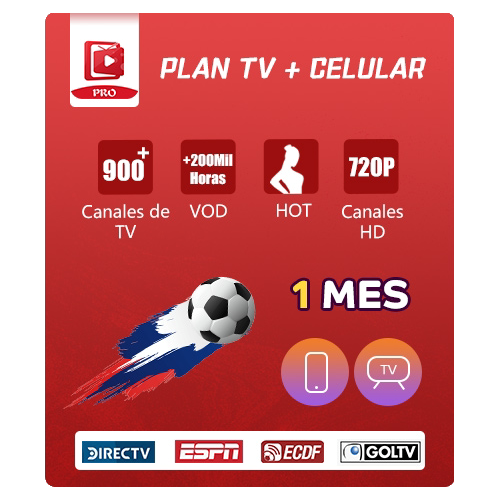 PRO
PLAN TV + CELULAR
900+
Canales de
TV
+200Mil
Horas
VOD
HOT
720P
Canales
HD
1 MES
TV
DIRECTV
ESPN
ECDF
GOLTV